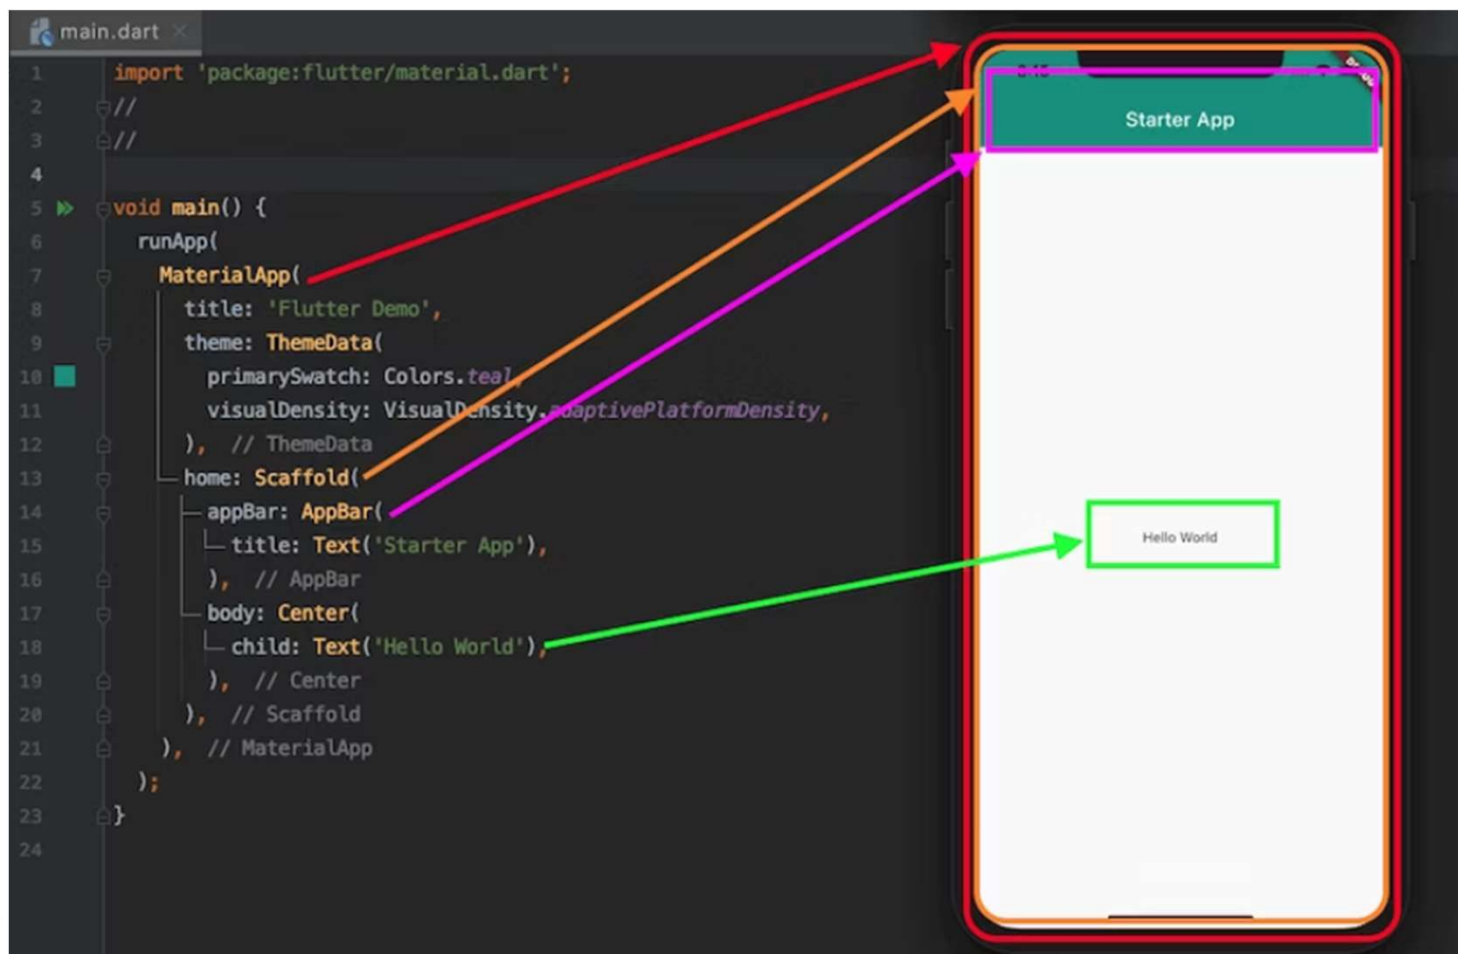 main.dart
1 import 'package:flutter/material.dart';
2 //
3 //
4
5 void main() {
6 runApp(
7 MaterialApp(
8 title: 'Flutter Demo',
9 theme: ThemeData(
10 primarySwatch: Colors.teal,
11 visualDensity: VisualDensity.adaptivePlatformDensity,
12 ), // ThemeData
13 home: Scaffold(
14 appBar: AppBar(
15 title: Text('Starter App'),
16 ), // AppBar
17 body: Center(
18 child: Text('Hello World'),
19 ), // Center
20 ), // Scaffold
21 ), // MaterialApp
22 );
23 }
24
Starter App
Hello World